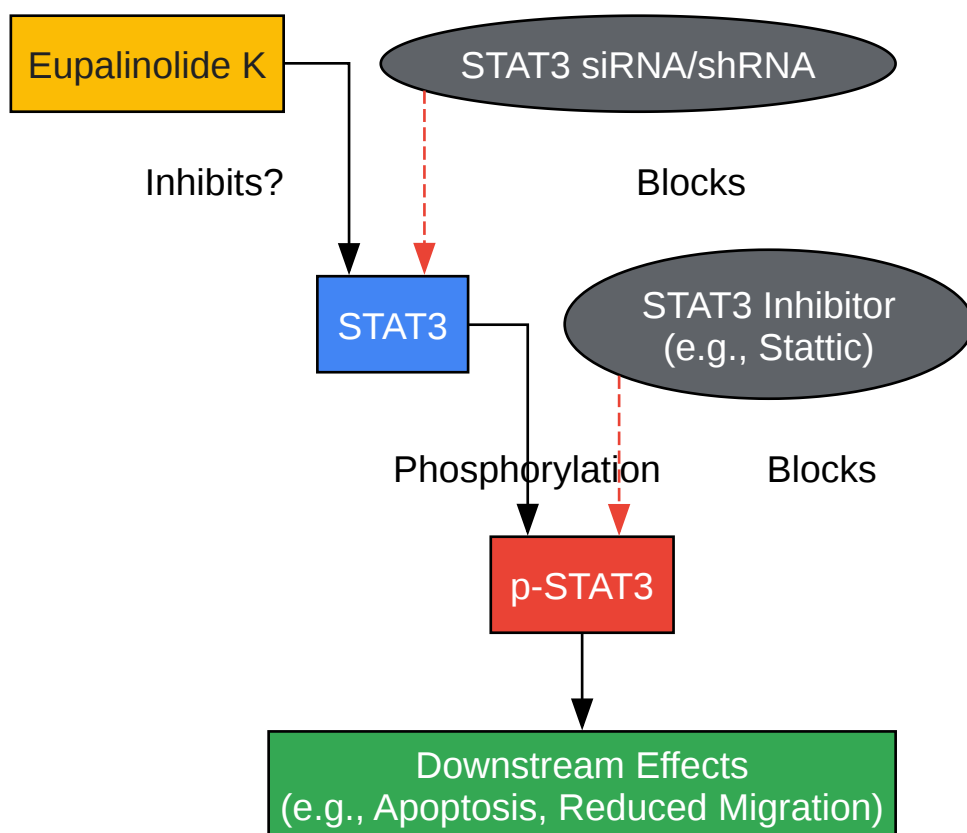 Eupalinolide K
STAT3 siRNA/shRNA
Inhibits?
Blocks
STAT3
STAT3 Inhibitor
(e.g., Stattic)
Phosphorylation
Blocks
p-STAT3
Downstream Effects
(e.g., Apoptosis, Reduced Migration)